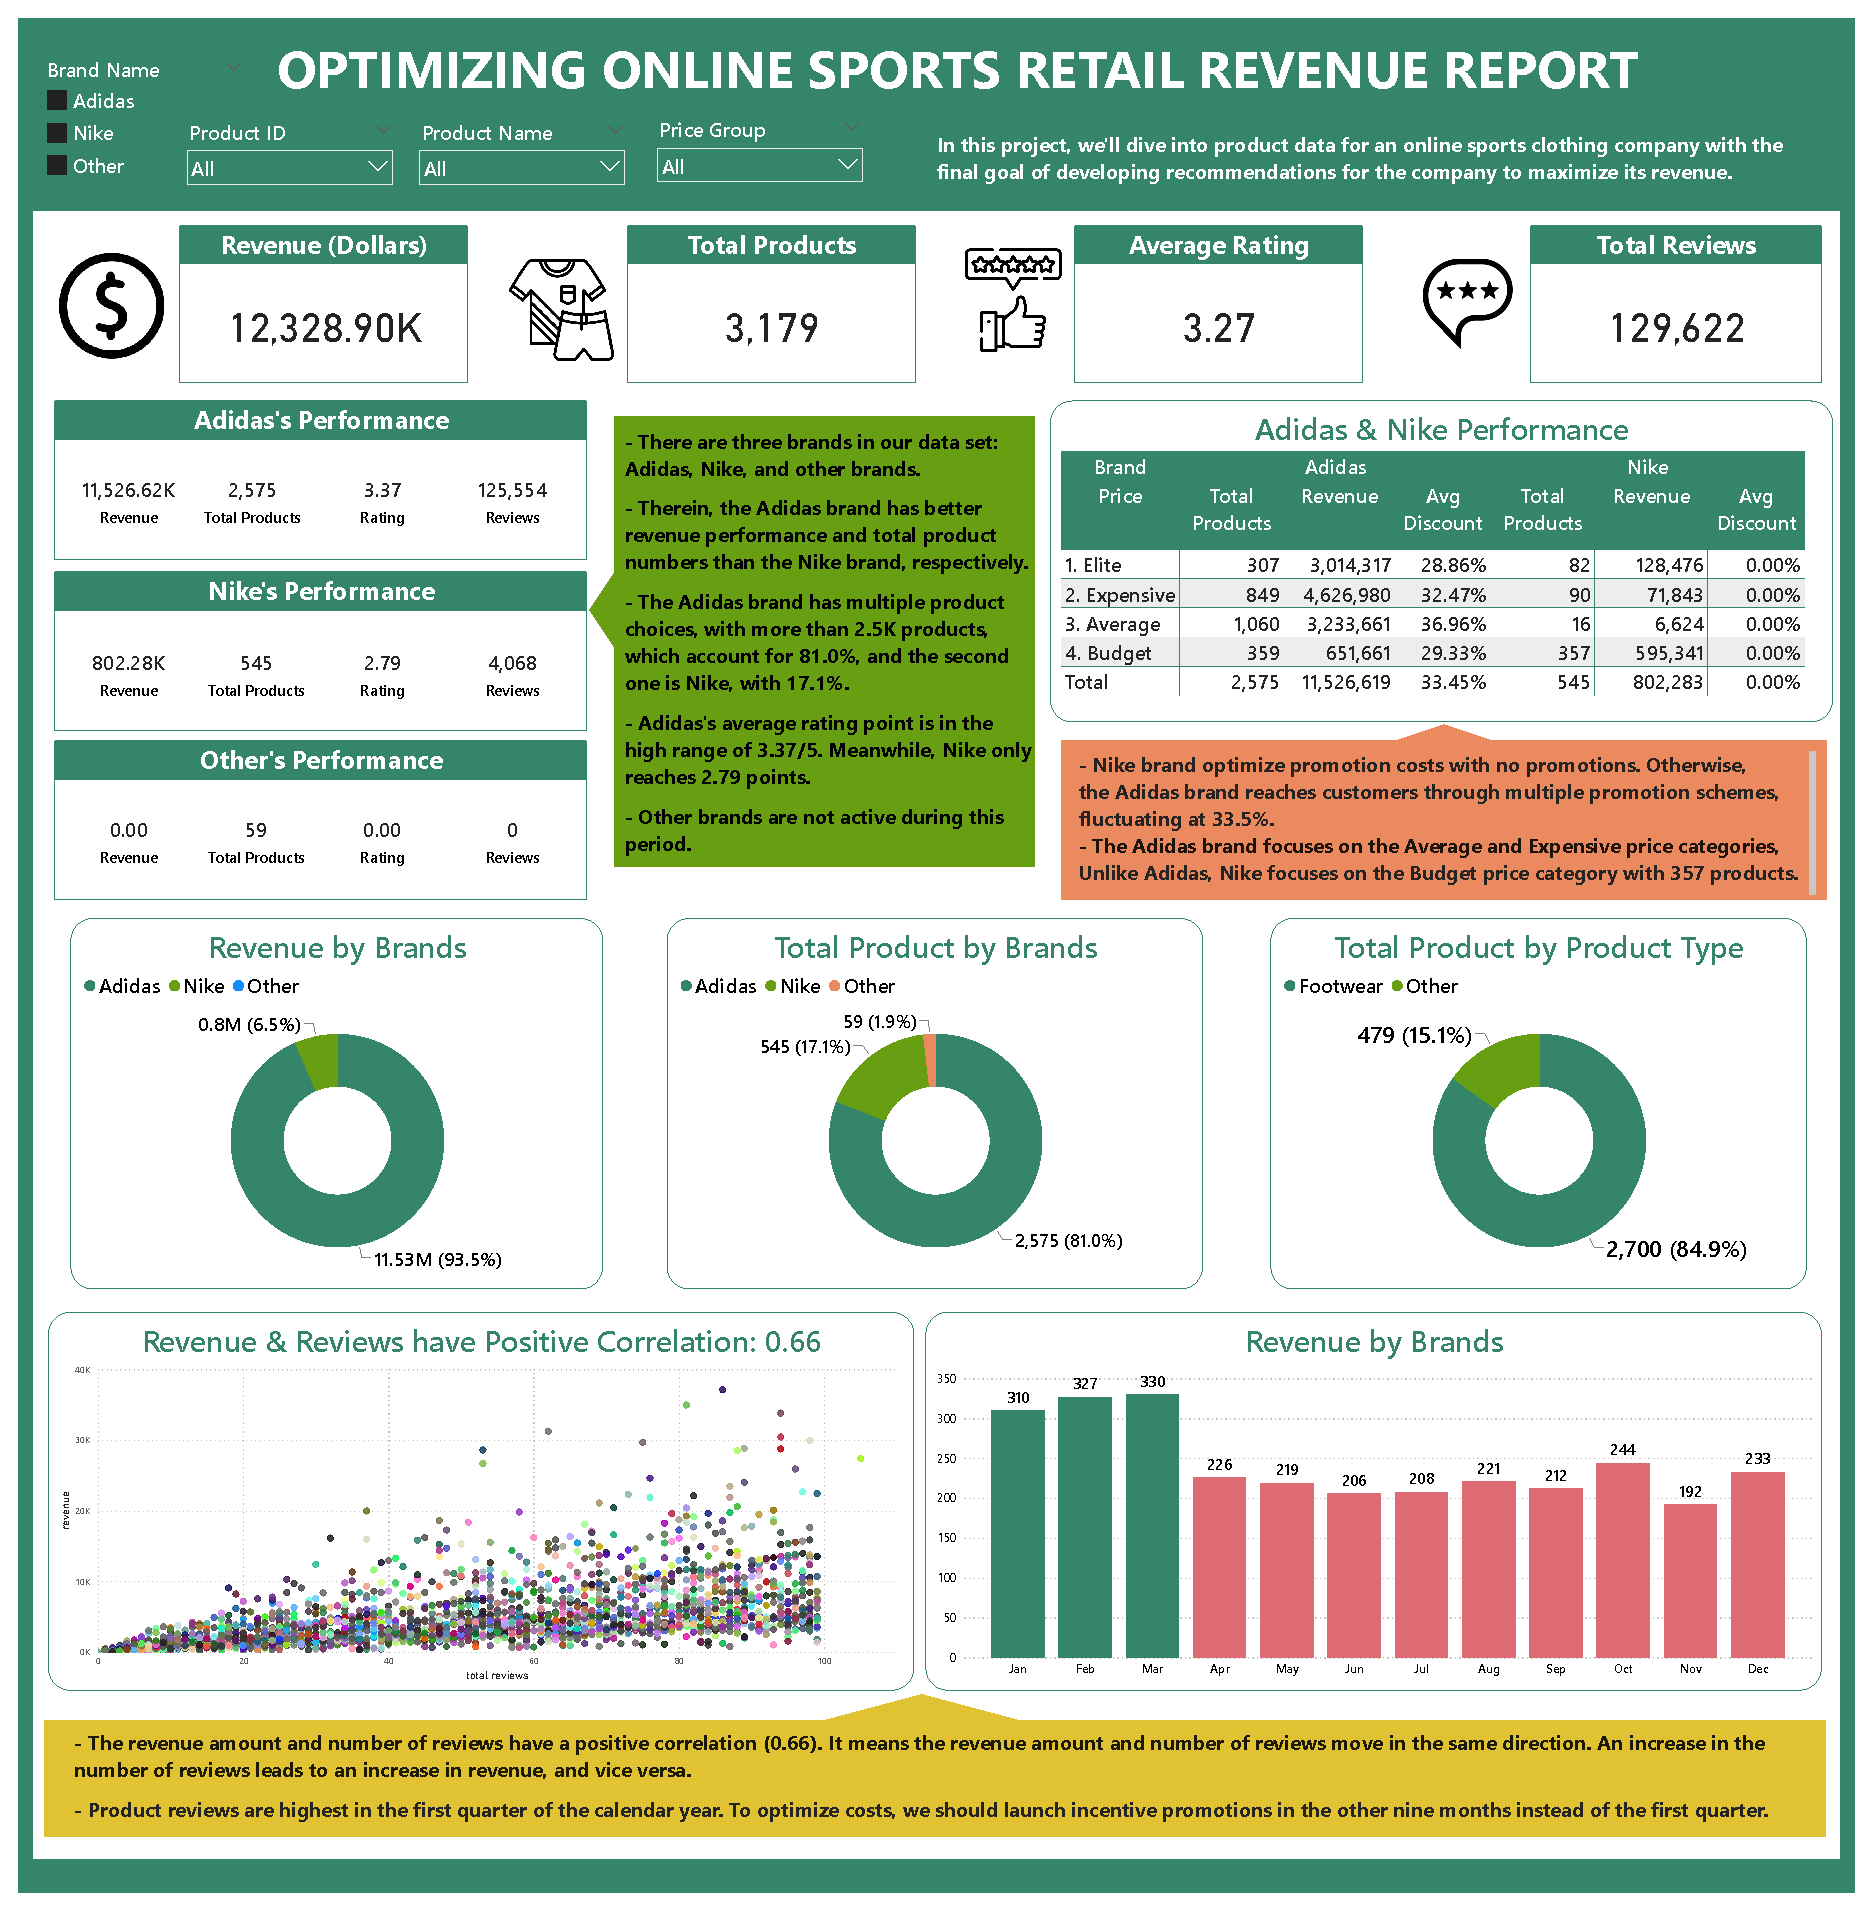 OPTIMIZING ONLINE SPORTS RETAIL REVENUE REPORT
Brand Name
Adidas
Nike
Other
Product ID
All
Product Name
All
Price Group
All
In this project, we'll dive into product data for an online sports clothing company with the
final goal of developing recommendations for the company to maximize its revenue.
Revenue (Dollars)
12,328.90K
Total Products
3,179
Average Rating
3.27
Total Reviews
129,622
Adidas's Performance
11,526.62K 2,575 3.37 125,554
Revenue Total Products Rating Reviews
Nike's Performance
802.28K 545 2.79 4,068
Revenue Total Products Rating Reviews
Other's Performance
0.00 59 0.00 0
Revenue Total Products Rating Reviews
- There are three brands in our data set:
Adidas, Nike, and other brands.
- Therein, the Adidas brand has better
revenue performance and total product
numbers than the Nike brand, respectively.
- The Adidas brand has multiple product
choices, with more than 2.5K products,
which account for 81.0%, and the second
one is Nike, with 17.1%.
- Adidas's average rating point is in the
high range of 3.37/5. Meanwhile, Nike only
reaches 2.79 points.
- Other brands are not active during this
period.
Adidas & Nike Performance
Brand Adidas Nike
Price Total Revenue Avg Total Revenue Avg
Products Discount Products Discount
1. Elite 307 3,014,317 28.86% 82 128,476 0.00%
2. Expensive 849 4,626,980 32.47% 90 71,843 0.00%
3. Average 1,060 3,233,661 36.96% 16 6,624 0.00%
4. Budget 359 651,661 29.33% 357 595,341 0.00%
Total 2,575 11,526,619 33.45% 545 802,283 0.00%
- Nike brand optimize promotion costs with no promotions. Otherwise,
the Adidas brand reaches customers through multiple promotion schemes,
fluctuating at 33.5%.
- The Adidas brand focuses on the Average and Expensive price categories,
Unlike Adidas, Nike focuses on the Budget price category with 357 products.
Revenue by Brands
Adidas Nike Other
0.8M (6.5%)
11.53M (93.5%)
Total Product by Brands
Adidas Nike Other
59 (1.9%)
545 (17.1%)
2,575 (81.0%)
Total Product by Product Type
Footwear Other
479 (15.1%)
2,700 (84.9%)
Revenue & Reviews have Positive Correlation: 0.66
40K
30K
20K
10K
0K
revenue
0 20 40 60 80 100
total reviews
Revenue by Brands
350
300
250
200
150
100
50
0
310 327 330 226 219 206 208 221 212 244 192 233
Jan Feb Mar Apr May Jun Jul Aug Sep Oct Nov Dec
- The revenue amount and number of reviews have a positive correlation (0.66). It means the revenue amount and number of reviews move in the same direction. An increase in the
number of reviews leads to an increase in revenue, and vice versa.
- Product reviews are highest in the first quarter of the calendar year. To optimize costs, we should launch incentive promotions in the other nine months instead of the first quarter.